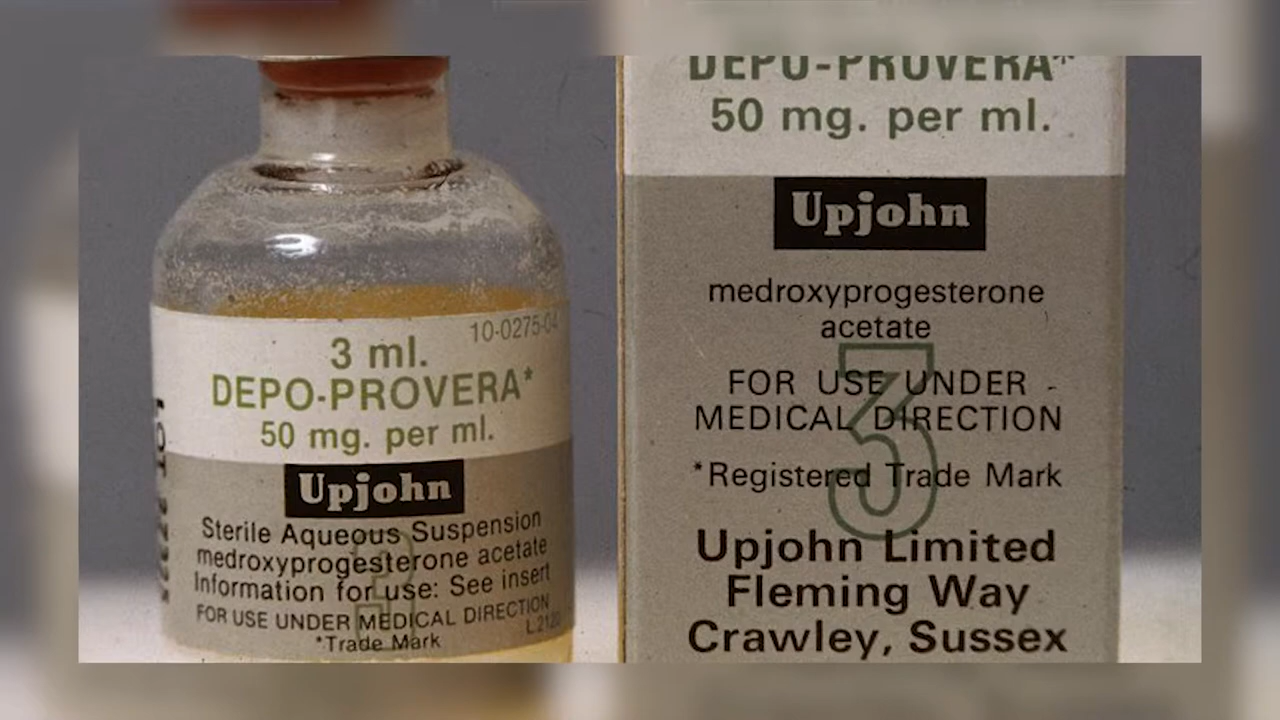 10-0275-04
3 ml.
DEPO-PROVERA*
50 mg. per ml.
Upjohn
Sterile Aqueous Suspension
medroxyprogesterone acetate
Information for use: See insert
FOR USE UNDER MEDICAL DIRECTION
*Trade Mark
3
DEPO-PROVERA*
50 mg. per ml.
Upjohn
medroxyprogesterone
acetate
FOR USE UNDER
MEDICAL DIRECTION
*Registered Trade Mark
3
Upjohn Limited
Fleming Way
Crawley, Sussex